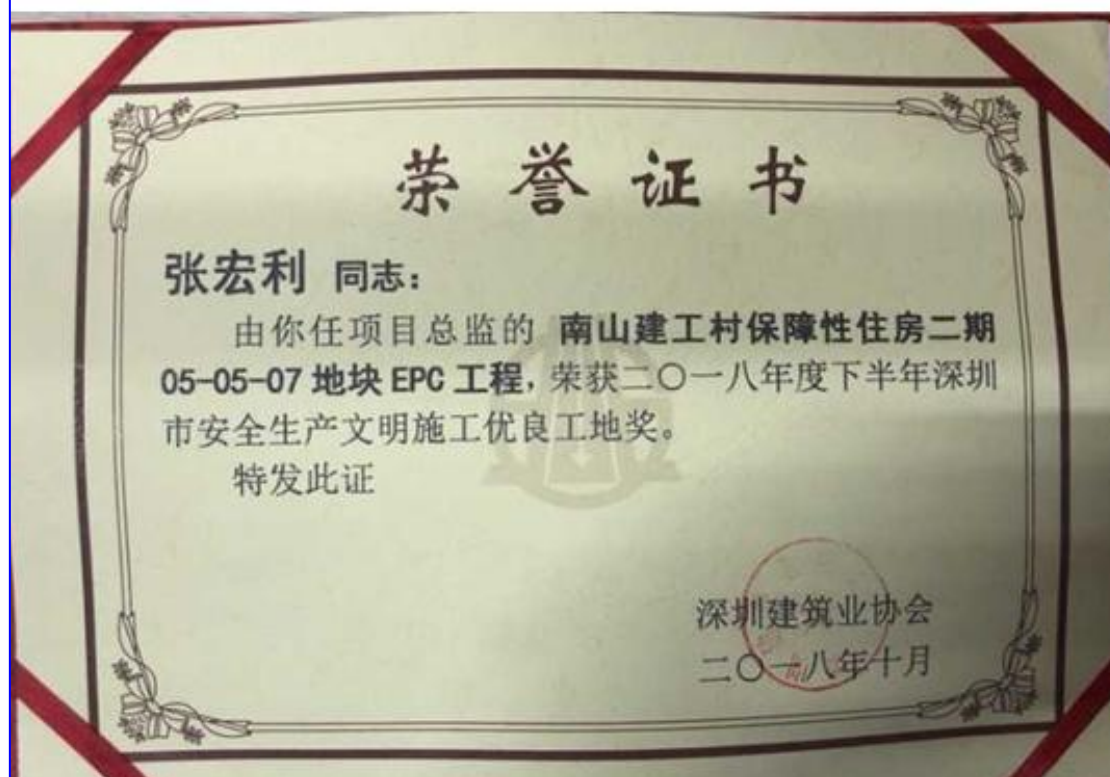 荣誉证书
张宏利 同志：
由你任项目总监的 南山建工村保障性住房二期
05-05-07 地块 EPC 工程，荣获二〇一八年度下半年深圳
市安全生产文明施工优良工地奖。
特发此证
深圳建筑业协会
二〇一八年十月